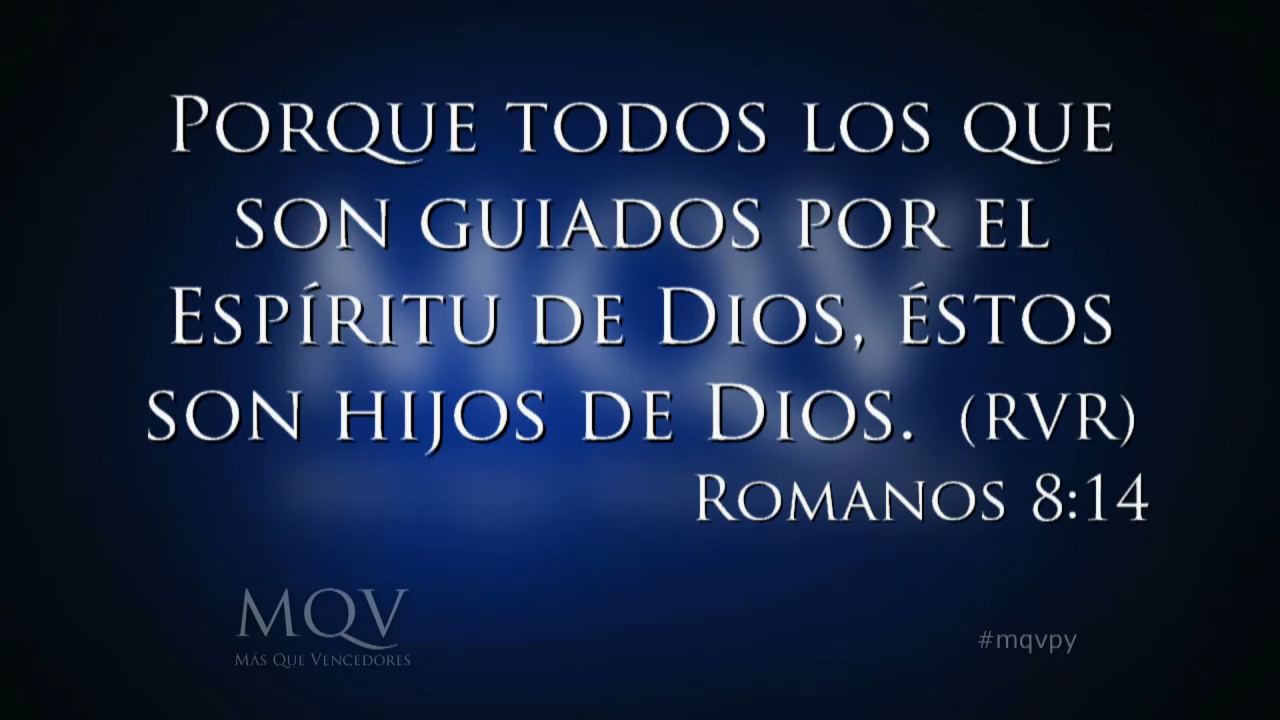 Porque todos los que
son guiados por el
Espíritu de Dios, éstos
son hijos de Dios. (RVR)
Romanos 8:14
MQV
Más Que Vencedores
#mqvpy